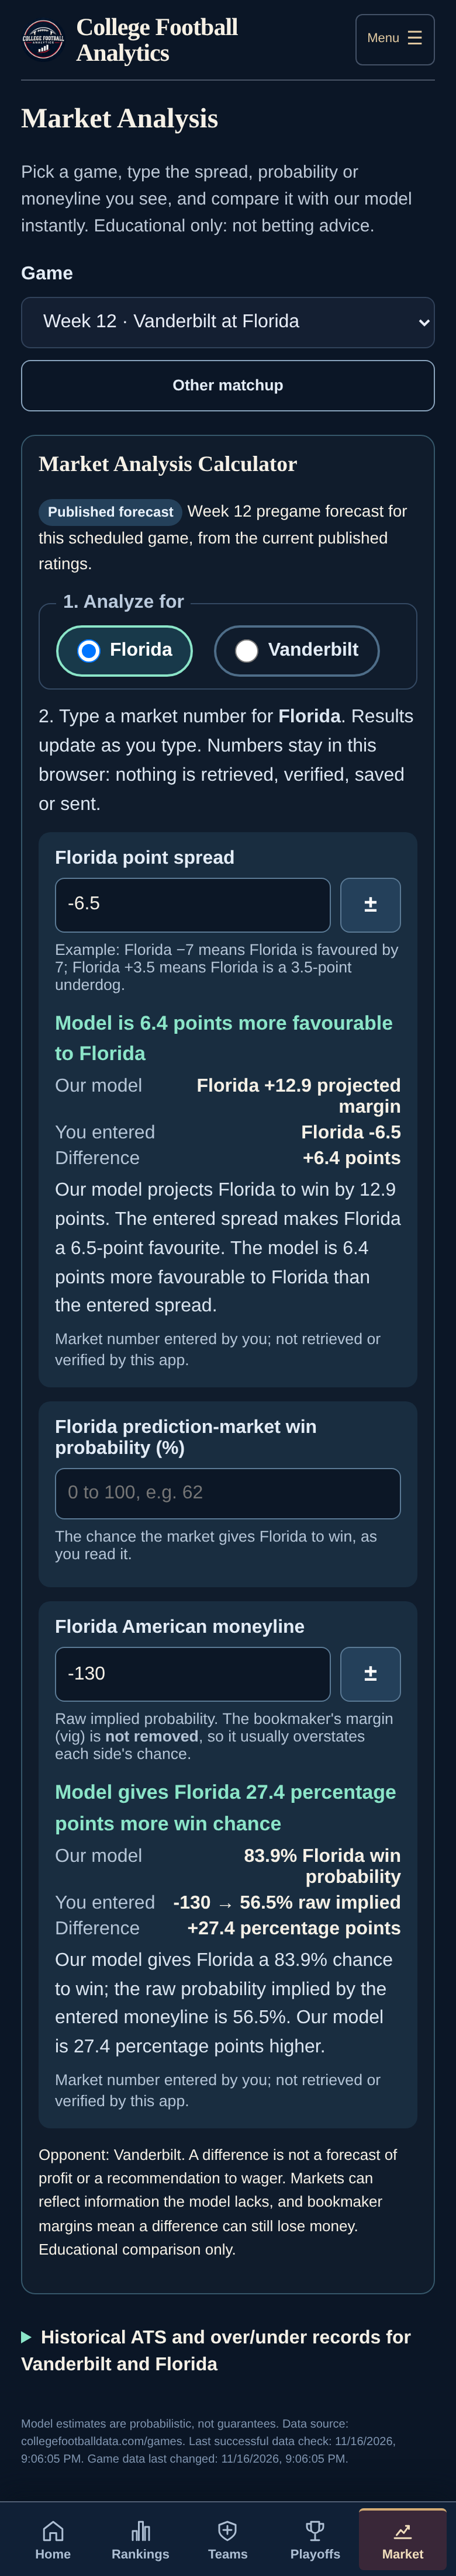 COLLEGE FOOTBALL
ANALYTICS
College Football
Analytics
Menu
Market Analysis
Pick a game, type the spread, probability or
moneyline you see, and compare it with our model
instantly. Educational only: not betting advice.
Game
Week 12 · Vanderbilt at Florida
Other matchup
Market Analysis Calculator
Published forecast Week 12 pregame forecast for
this scheduled game, from the current published
ratings.
1. Analyze for
Florida
Vanderbilt
2. Type a market number for Florida. Results
update as you type. Numbers stay in this
browser: nothing is retrieved, verified, saved
or sent.
Florida point spread
-6.5
±
Example: Florida −7 means Florida is favoured by
7; Florida +3.5 means Florida is a 3.5-point
underdog.
Model is 6.4 points more favourable
to Florida
Our model Florida +12.9 projected
margin
You entered Florida -6.5
Difference +6.4 points
Our model projects Florida to win by 12.9
points. The entered spread makes Florida
a 6.5-point favourite. The model is 6.4
points more favourable to Florida than
the entered spread.
Market number entered by you; not retrieved or
verified by this app.
Florida prediction-market win
probability (%)
0 to 100, e.g. 62
The chance the market gives Florida to win, as
you read it.
Florida American moneyline
-130
±
Raw implied probability. The bookmaker's margin
(vig) is not removed, so it usually overstates
each side's chance.
Model gives Florida 27.4 percentage
points more win chance
Our model 83.9% Florida win
probability
You entered -130 → 56.5% raw implied
Difference +27.4 percentage points
Our model gives Florida a 83.9% chance
to win; the raw probability implied by the
entered moneyline is 56.5%. Our model
is 27.4 percentage points higher.
Market number entered by you; not retrieved or
verified by this app.
Opponent: Vanderbilt. A difference is not a forecast of
profit or a recommendation to wager. Markets can
reflect information the model lacks, and bookmaker
margins mean a difference can still lose money.
Educational comparison only.
Historical ATS and over/under records for
Vanderbilt and Florida
Model estimates are probabilistic, not guarantees. Data source:
collegefootballdata.com/games. Last successful data check: 11/16/2026,
9:06:05 PM. Game data last changed: 11/16/2026, 9:06:05 PM.
Home
Rankings
Teams
Playoffs
Market